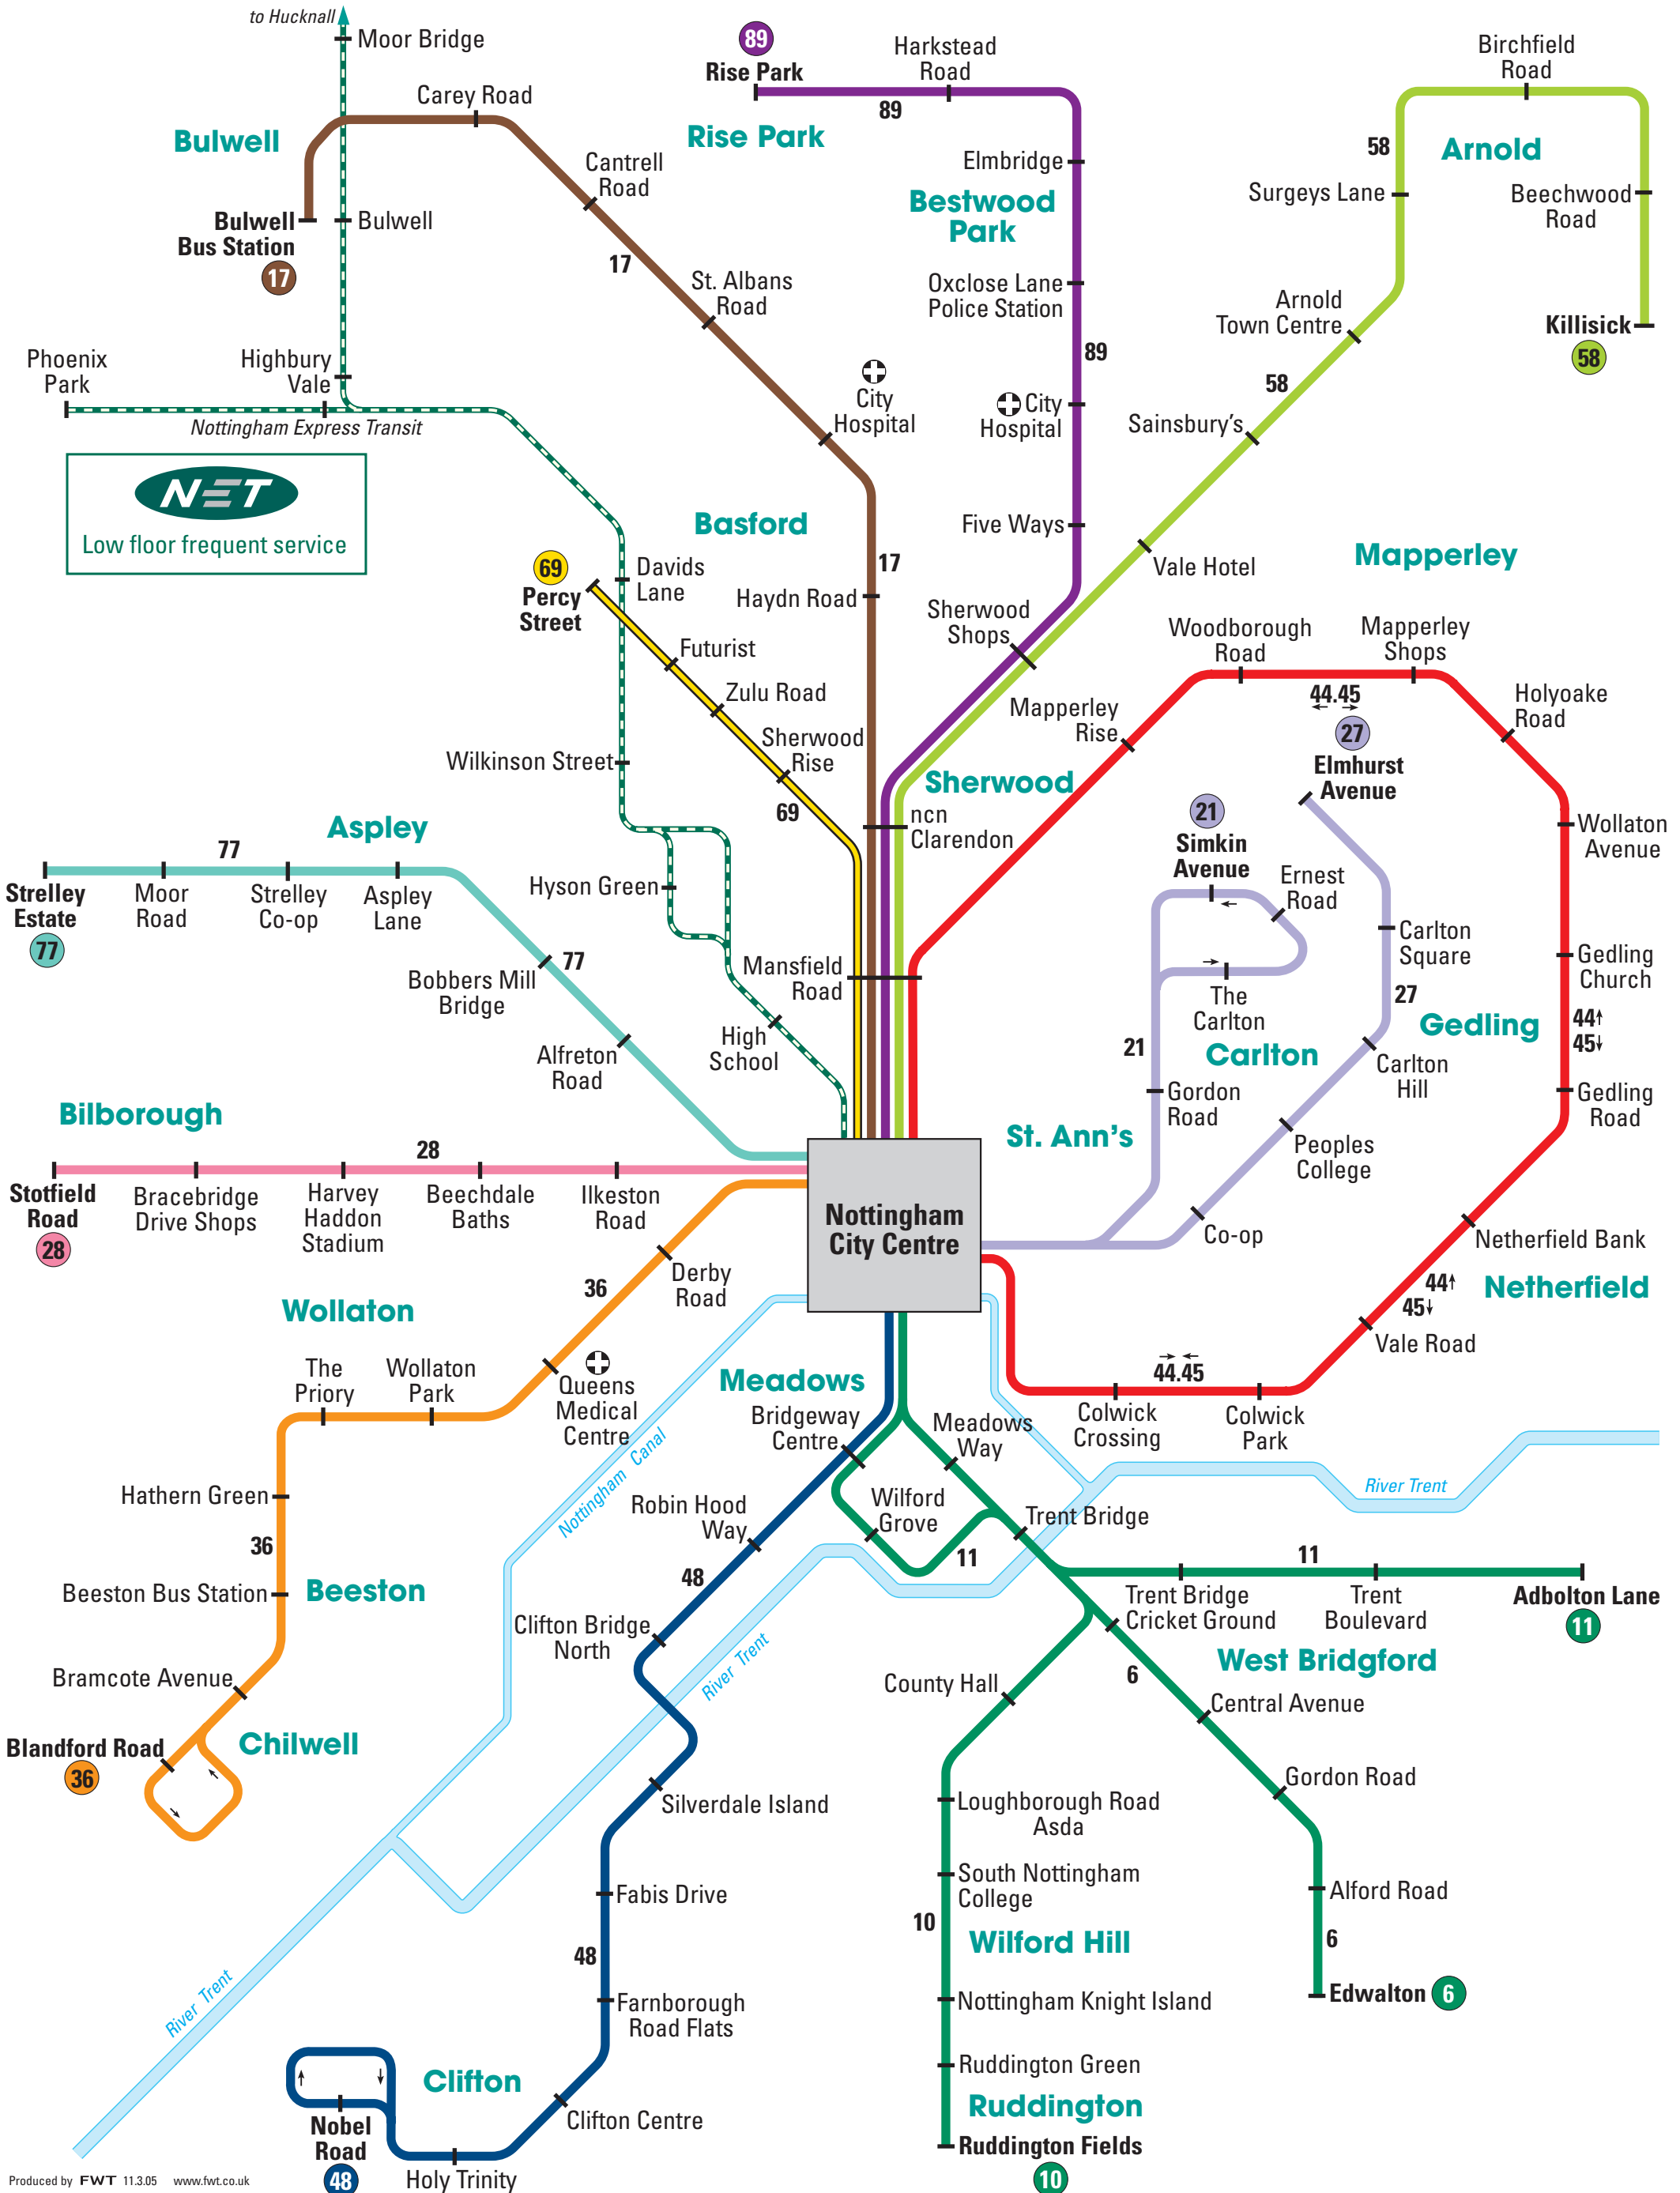 to Hucknall
Moor Bridge
Carey Road
Bulwell
Cantrell
Road
Bulwell
Bus Station
17
Bulwell
17
St. Albans
Road
Phoenix
Park
Highbury
Vale
Nottingham Express Transit
City
Hospital
NET
Low floor frequent service
89
Rise Park
Harkstead
Road
89
Rise Park
Elmbridge
Bestwood
Park
Oxclose Lane
Police Station
89
City
Hospital
Five Ways
Birchfield
Road
58
Arnold
Surgeys Lane
Beechwood
Road
Arnold
Town Centre
Killisick
58
58
Sainsbury's
Vale Hotel
Mapperley
Basford
17
69
Percy
Street
Davids
Lane
Haydn Road
Futurist
Zulu Road
Sherwood
Rise
69
Wilkinson Street
Sherwood
Shops
Sherwood
ncn
Clarendon
Mapperley
Rise
Woodborough
Road
Mapperley
Shops
44.45
27
Elmhurst
Avenue
Holyoake
Road
Wollaton
Avenue
21
Simkin
Avenue
Ernest
Road
Carlton
Square
Gedling
Church
The
Carlton
27
Gedling
44
45
21
Carlton
Carlton
Hill
Gordon
Road
Gedling
Road
St. Ann's
Peoples
College
Co-op
Netherfield Bank
44
Netherfield
45
Vale Road
44.45
Colwick
Crossing
Colwick
Park
Aspley
77
Strelley
Estate
77
Moor
Road
Strelley
Co-op
Aspley
Lane
Hyson Green
Bobbers Mill
Bridge
77
Mansfield
Road
Alfreton
Road
High
School
Bilborough
28
Stotfield
Road
28
Bracebridge
Drive Shops
Harvey
Haddon
Stadium
Beechdale
Baths
Ilkeston
Road
Nottingham
City Centre
Derby
Road
36
Wollaton
The
Priory
Wollaton
Park
Queens
Medical
Centre
Hathern Green
36
Beeston Bus Station
Beeston
Bramcote Avenue
Blandford Road
36
Chilwell
Nottingham Canal
Meadows
Bridgeway
Centre
Meadows
Way
Robin Hood
Way
Wilford
Grove
Trent Bridge
River Trent
48
11
11
Trent Bridge
Cricket Ground
Trent
Boulevard
Adbolton Lane
11
Clifton Bridge
North
River Trent
West Bridgford
6
County Hall
Central Avenue
Silverdale Island
Gordon Road
Loughborough Road
Asda
Fabis Drive
South Nottingham
College
Alford Road
10
Wilford Hill
6
48
Edwalton
6
River Trent
Farnborough
Road Flats
Nottingham Knight Island
Clifton
Ruddington Green
Nobel
Road
48
Clifton Centre
Ruddington
Ruddington Fields
10
Holy Trinity
Produced by FWT 11.3.05 www.fwt.co.uk